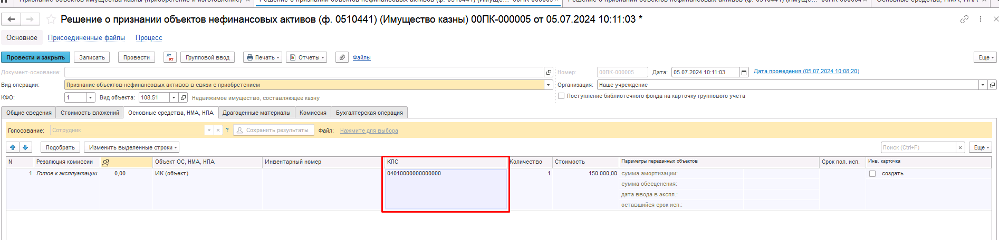 Решение о признании объектов нефинансовых активов (ф. 0510441) (Имущество казны) 00ПК-000005 от 05.07.2024 10:11:03 *
Основное Присоединенные файлы Процесс
Провести и закрыть Записать Провести Дт Кт Групповой ввод Печать Отчеты Файлы Еще
Документ-основание: Номер: 00ПК-000005 Дата: 05.07.2024 10:11:03 Дата проведения (05.07.2024 10:08:20)
Вид операции: Признание объектов нефинансовых активов в связи с приобретением Организация: Наше учреждение
КФО: 1 Вид объекта: 108.51 Недвижимое имущество, составляющее казну Поступление библиотечного фонда на карточку группового учета
Общие сведения Стоимость вложений Основные средства, НМА, НПА Драгоценные материалы Комиссия Бухгалтерская операция
Голосование: Сотрудник ? Сохранить результаты Файл: Нажмите для выбора
Подобрать Изменить выделенные строки Поиск (Ctrl+F) × Еще
N Резолюция комиссии Объект ОС, НМА, НПА Инвентарный номер КПС Количество Стоимость Параметры переданных объектов Срок пол. исп. Инв. карточка
1 Готов к эксплуатации 0,00 ИК (объект) 04010000000000000 1 150 000,00 сумма амортизации: создать
сумма обесценения:
дата ввода в экспл.:
оставшийся срок исп.: